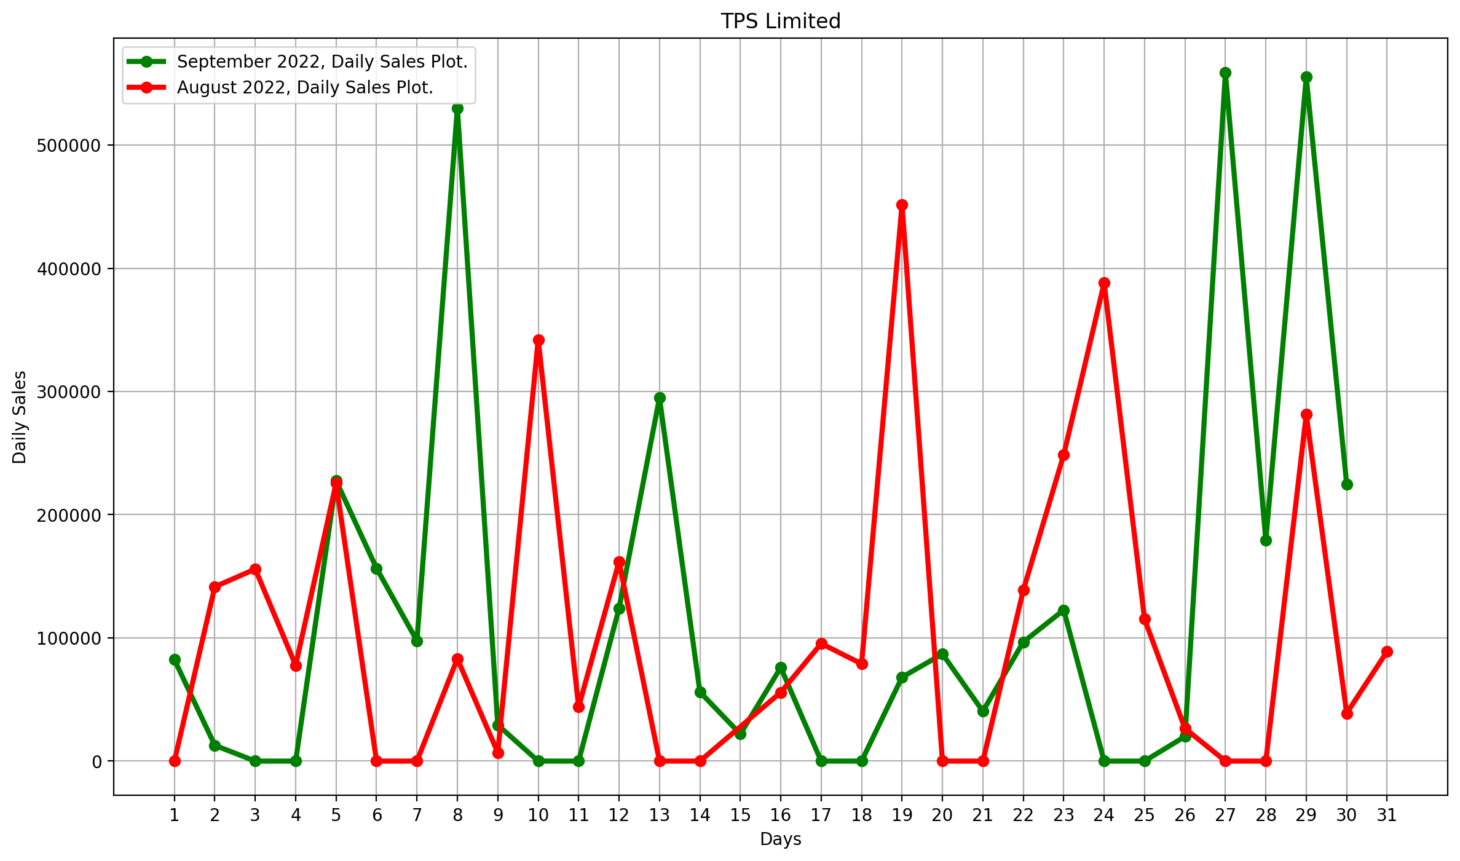 TPS Limited
September 2022, Daily Sales Plot.
August 2022, Daily Sales Plot.
500000
400000
300000
200000
100000
0
Daily Sales
1 2 3 4 5 6 7 8 9 10 11 12 13 14 15 16 17 18 19 20 21 22 23 24 25 26 27 28 29 30 31
Days